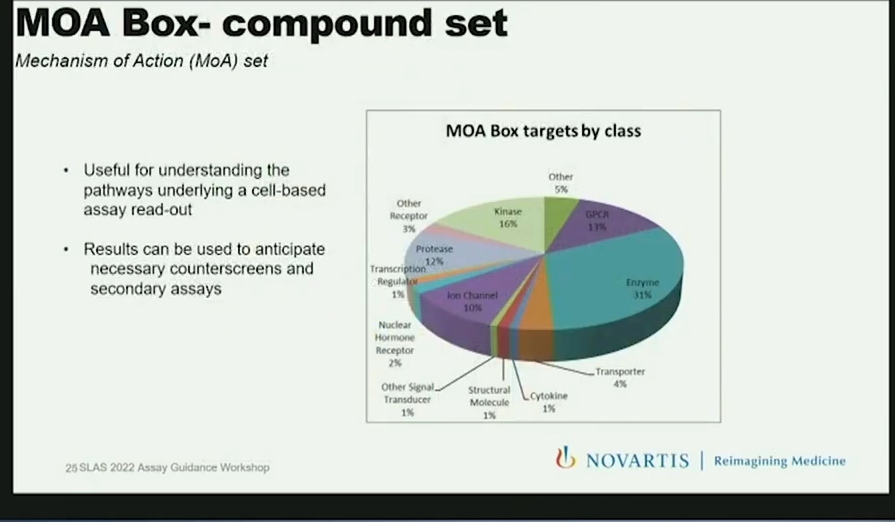 MOA Box- compound set
Mechanism of Action (MoA) set
• Useful for understanding the
pathways underlying a cell-based
assay read-out
• Results can be used to anticipate
necessary counterscreens and
secondary assays
MOA Box targets by class
Other
5%
GPCR
13%
Enzyme
31%
Transporter
4%
Cytokine
1%
Structural
Molecule
1%
Other Signal
Transducer
1%
Ion Channel
10%
Nuclear
Hormone
Receptor
2%
Transcription
Regulator
1%
Protease
12%
Other
Receptor
3%
Kinase
16%
25 SLAS 2022 Assay Guidance Workshop
NOVARTIS | Reimagining Medicine